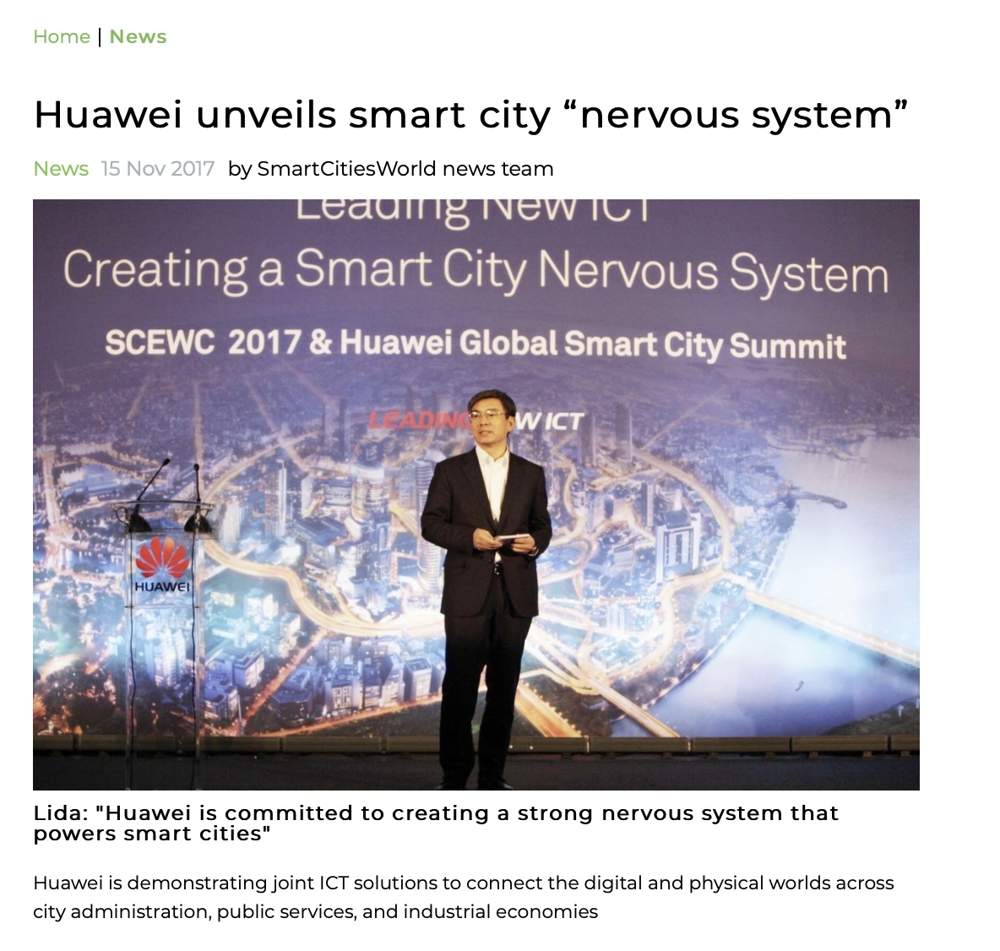 Home | News
Huawei unveils smart city “nervous system”
News 15 Nov 2017 by SmartCitiesWorld news team
Leading New ICT
Creating a Smart City Nervous System
SCEWC 2017 & Huawei Global Smart City Summit
LEADING W ICT
HUAWEI
Lida: "Huawei is committed to creating a strong nervous system that
powers smart cities"
Huawei is demonstrating joint ICT solutions to connect the digital and physical worlds across
city administration, public services, and industrial economies